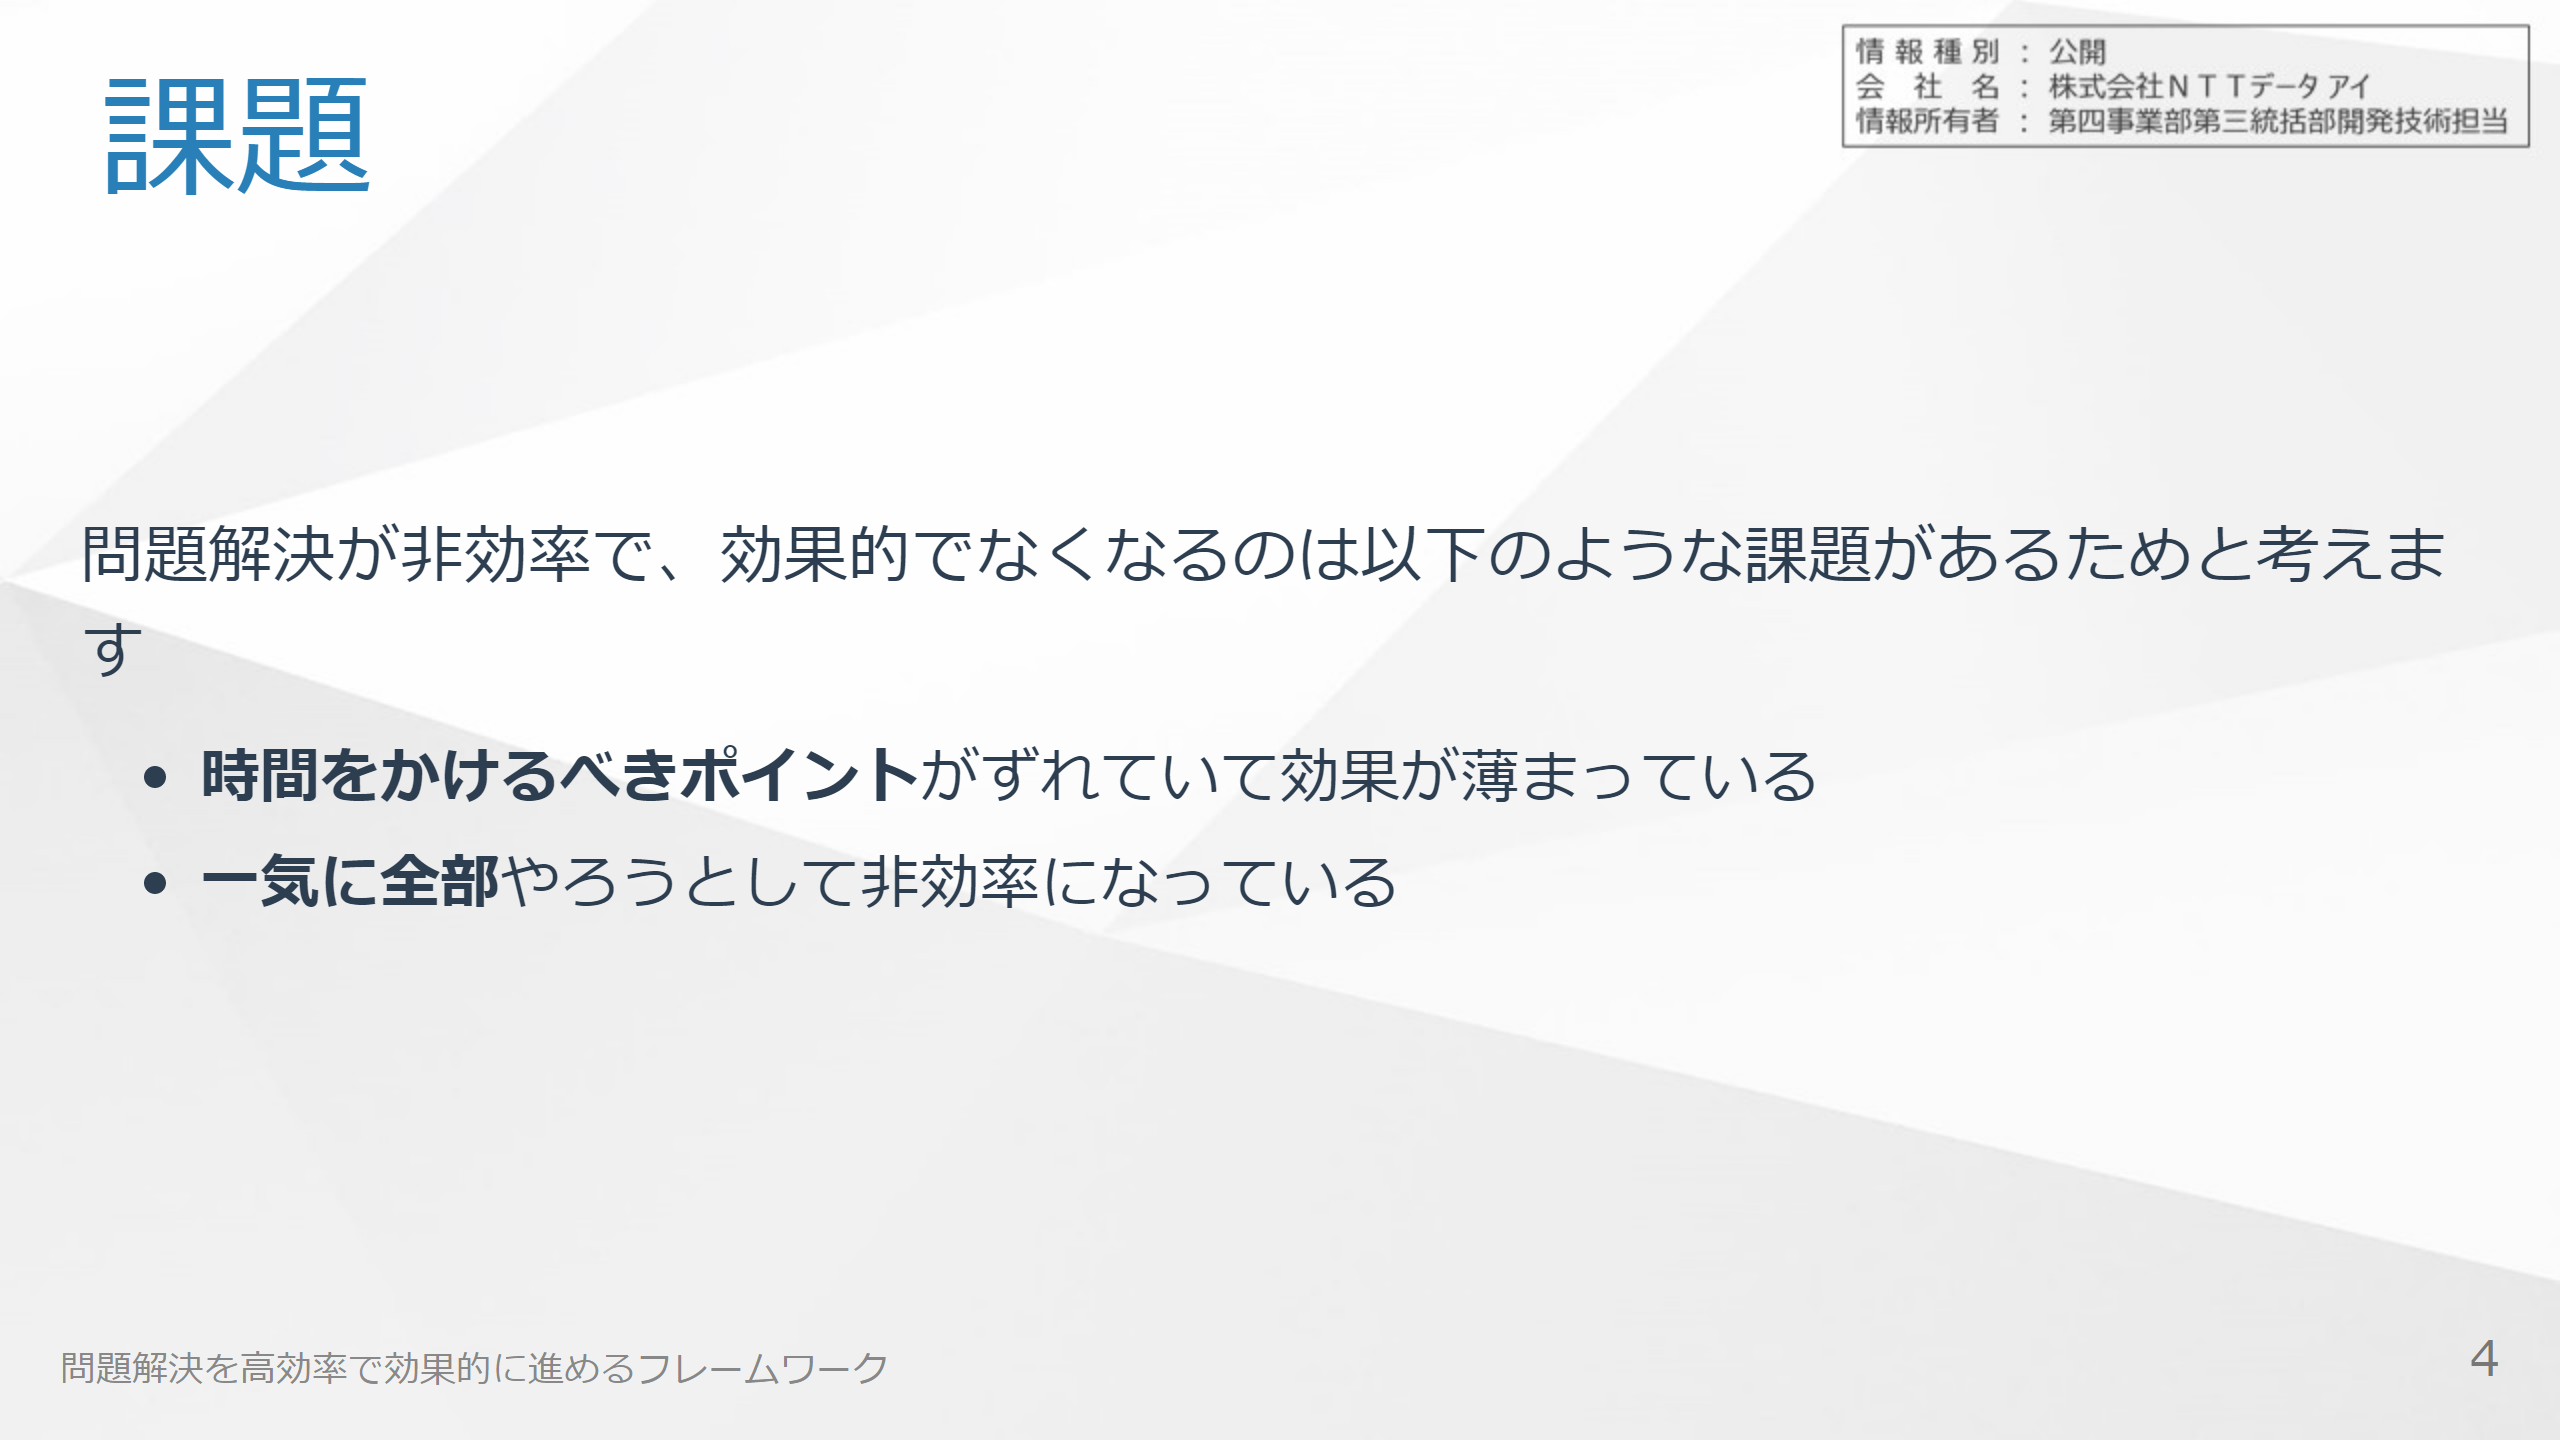 課題
情報種別 : 公開
会 社 名 : 株式会社NTTデータ アイ
情報所有者 : 第四事業部第三統括部開発技術担当
問題解決が非効率で、効果的でなくなるのは以下のような課題があるためと考えま
す
• 時間をかけるべきポイントがずれていて効果が薄まっている
• 一気に全部やろうとして非効率になっている
問題解決を高効率で効果的に進めるフレームワーク
4